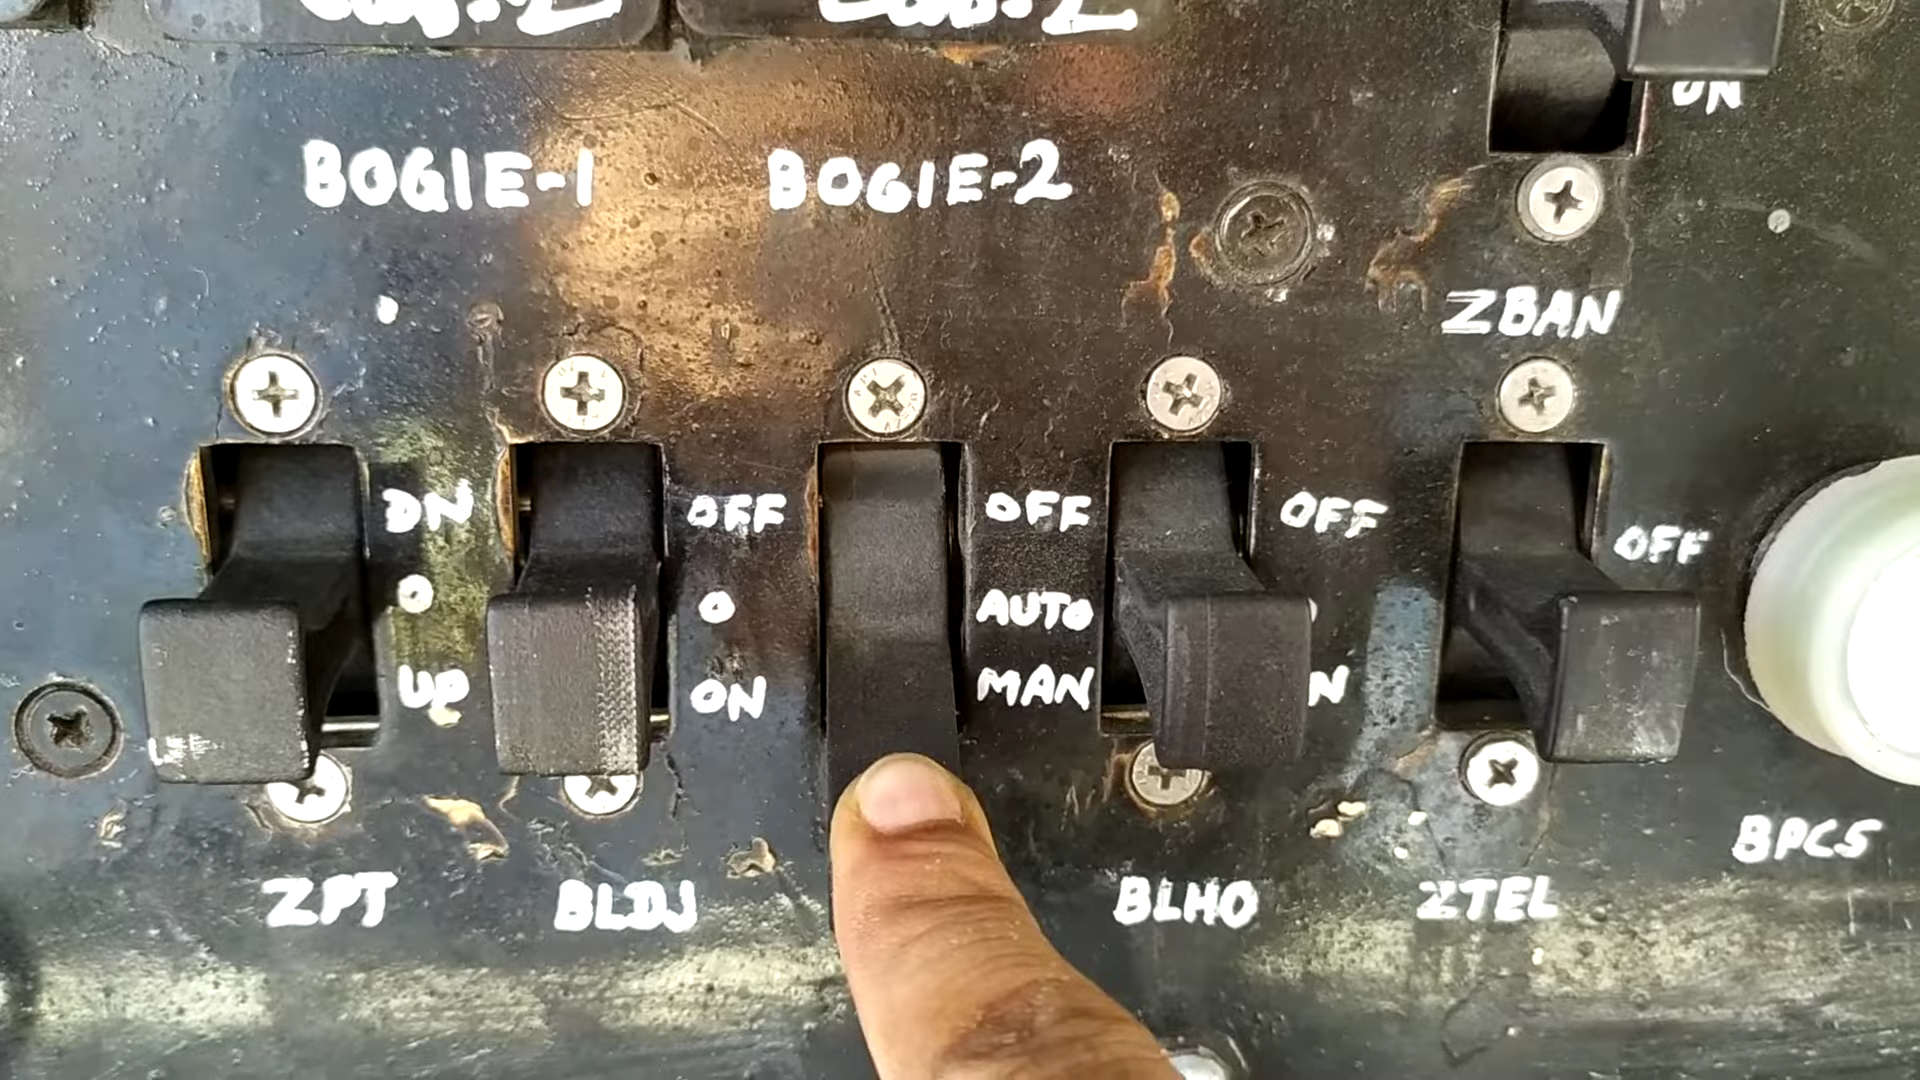 ON
BOGIE-1 BOGIE-2
ZBAN
DN OFF OFF OFF OFF
O O AUTO
UP ON MAN
ZPT BLDJ BLHO ZTEL BPCS